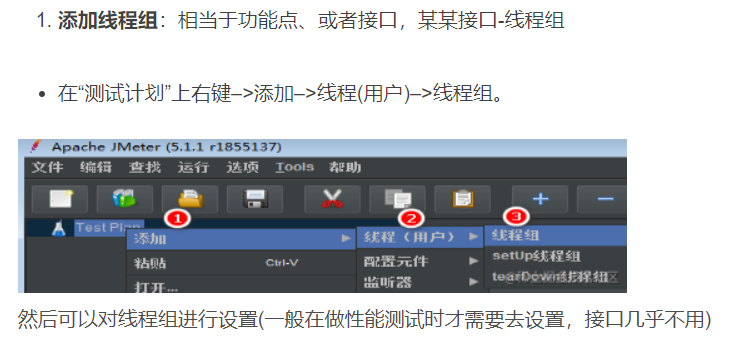 1. 添加线程组：相当于功能点、或者接口，某某接口-线程组
• 在“测试计划”上右键–>添加–>线程(用户)–>线程组。
Apache JMeter (5.1.1 r1855137)
文件 编辑 查找 运行 选项 Tools 帮助
Test Plan
1 添加
2 线程（用户）
3 线程组
粘贴 Ctrl-V
配置元件
setUp线程组
打开...
监听器
tearDown线程组
然后可以对线程组进行设置(一般在做性能测试时才需要去设置，接口几乎不用)